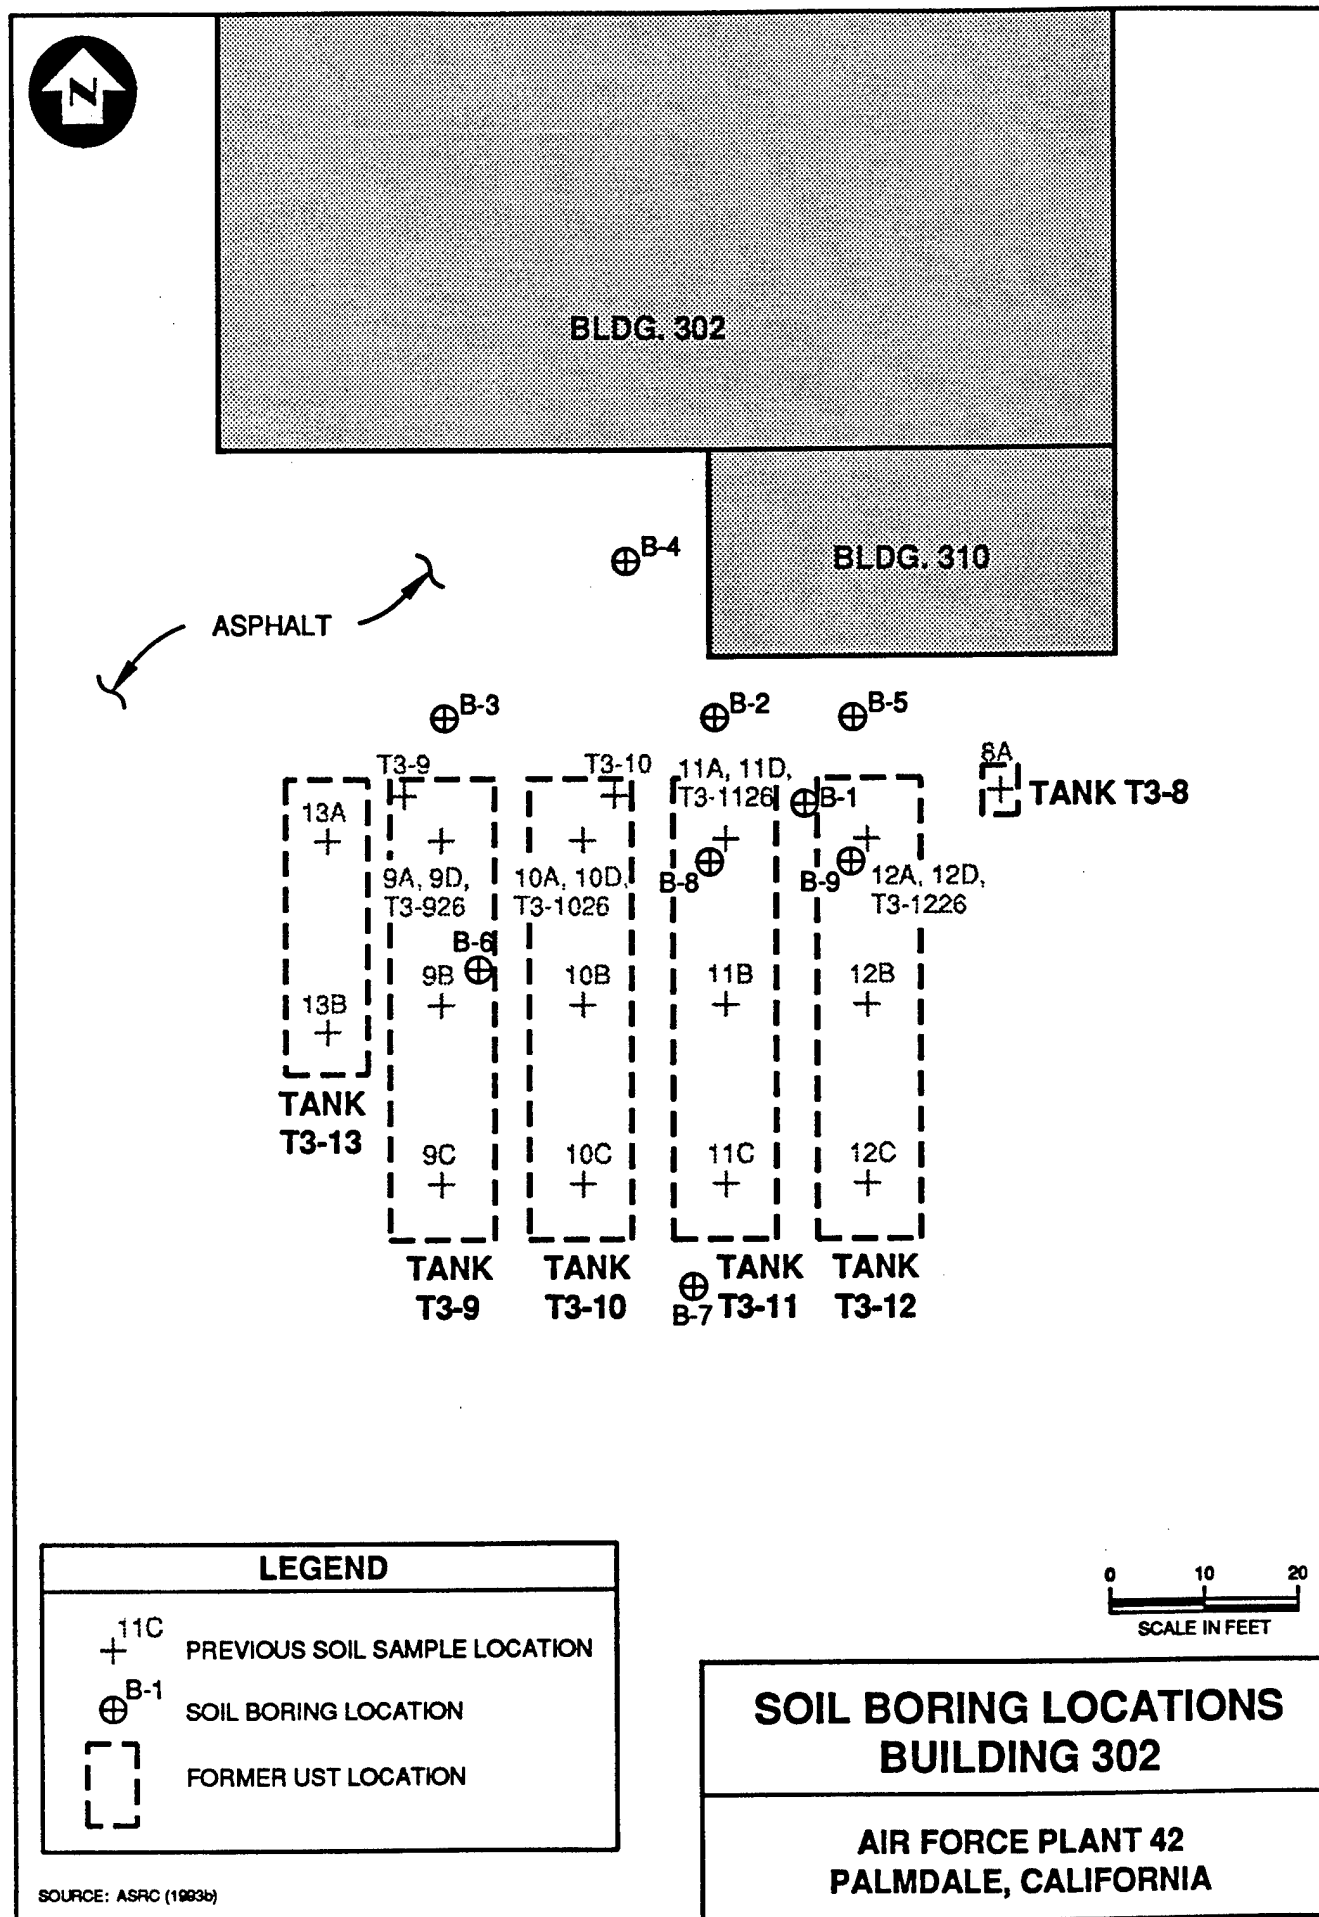 N
BLDG. 302
B-4
BLDG. 310
ASPHALT
B-3
B-2
B-5
T3-9
T3-10
11A, 11D,
T3-1126
8A
TANK T3-8
B-1
13A
9A, 9D,
T3-926
10A, 10D,
T3-1026
B-8
B-9
12A, 12D,
T3-1226
B-6
9B
10B
11B
12B
13B
TANK
T3-13
9C
10C
11C
12C
TANK
T3-9
TANK
T3-10
TANK
T3-11
TANK
T3-12
B-7
LEGEND
11C
PREVIOUS SOIL SAMPLE LOCATION
B-1
SOIL BORING LOCATION
FORMER UST LOCATION
0 10 20
SCALE IN FEET
SOIL BORING LOCATIONS
BUILDING 302
AIR FORCE PLANT 42
PALMDALE, CALIFORNIA
SOURCE: ASRC (1993b)